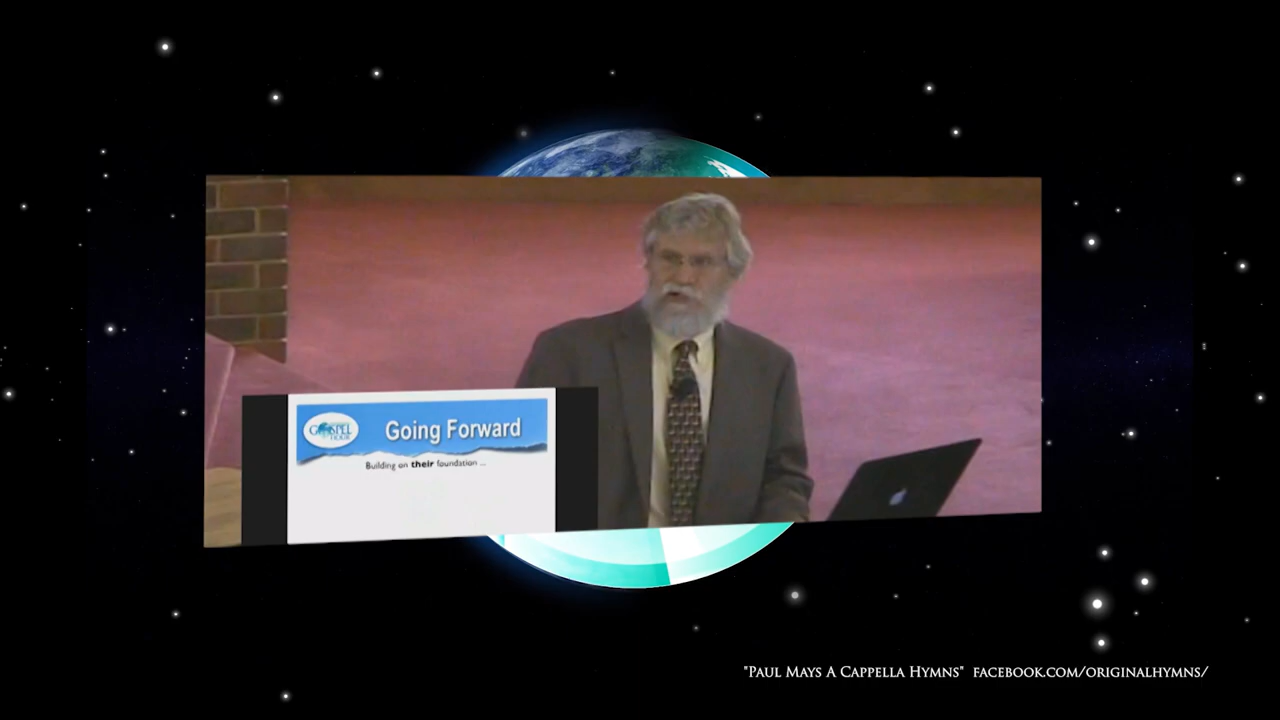 GOSPEL
HOUR
Going Forward
Building on their foundation ...
"Paul Mays A Cappella Hymns" facebook.com/originalhymns/